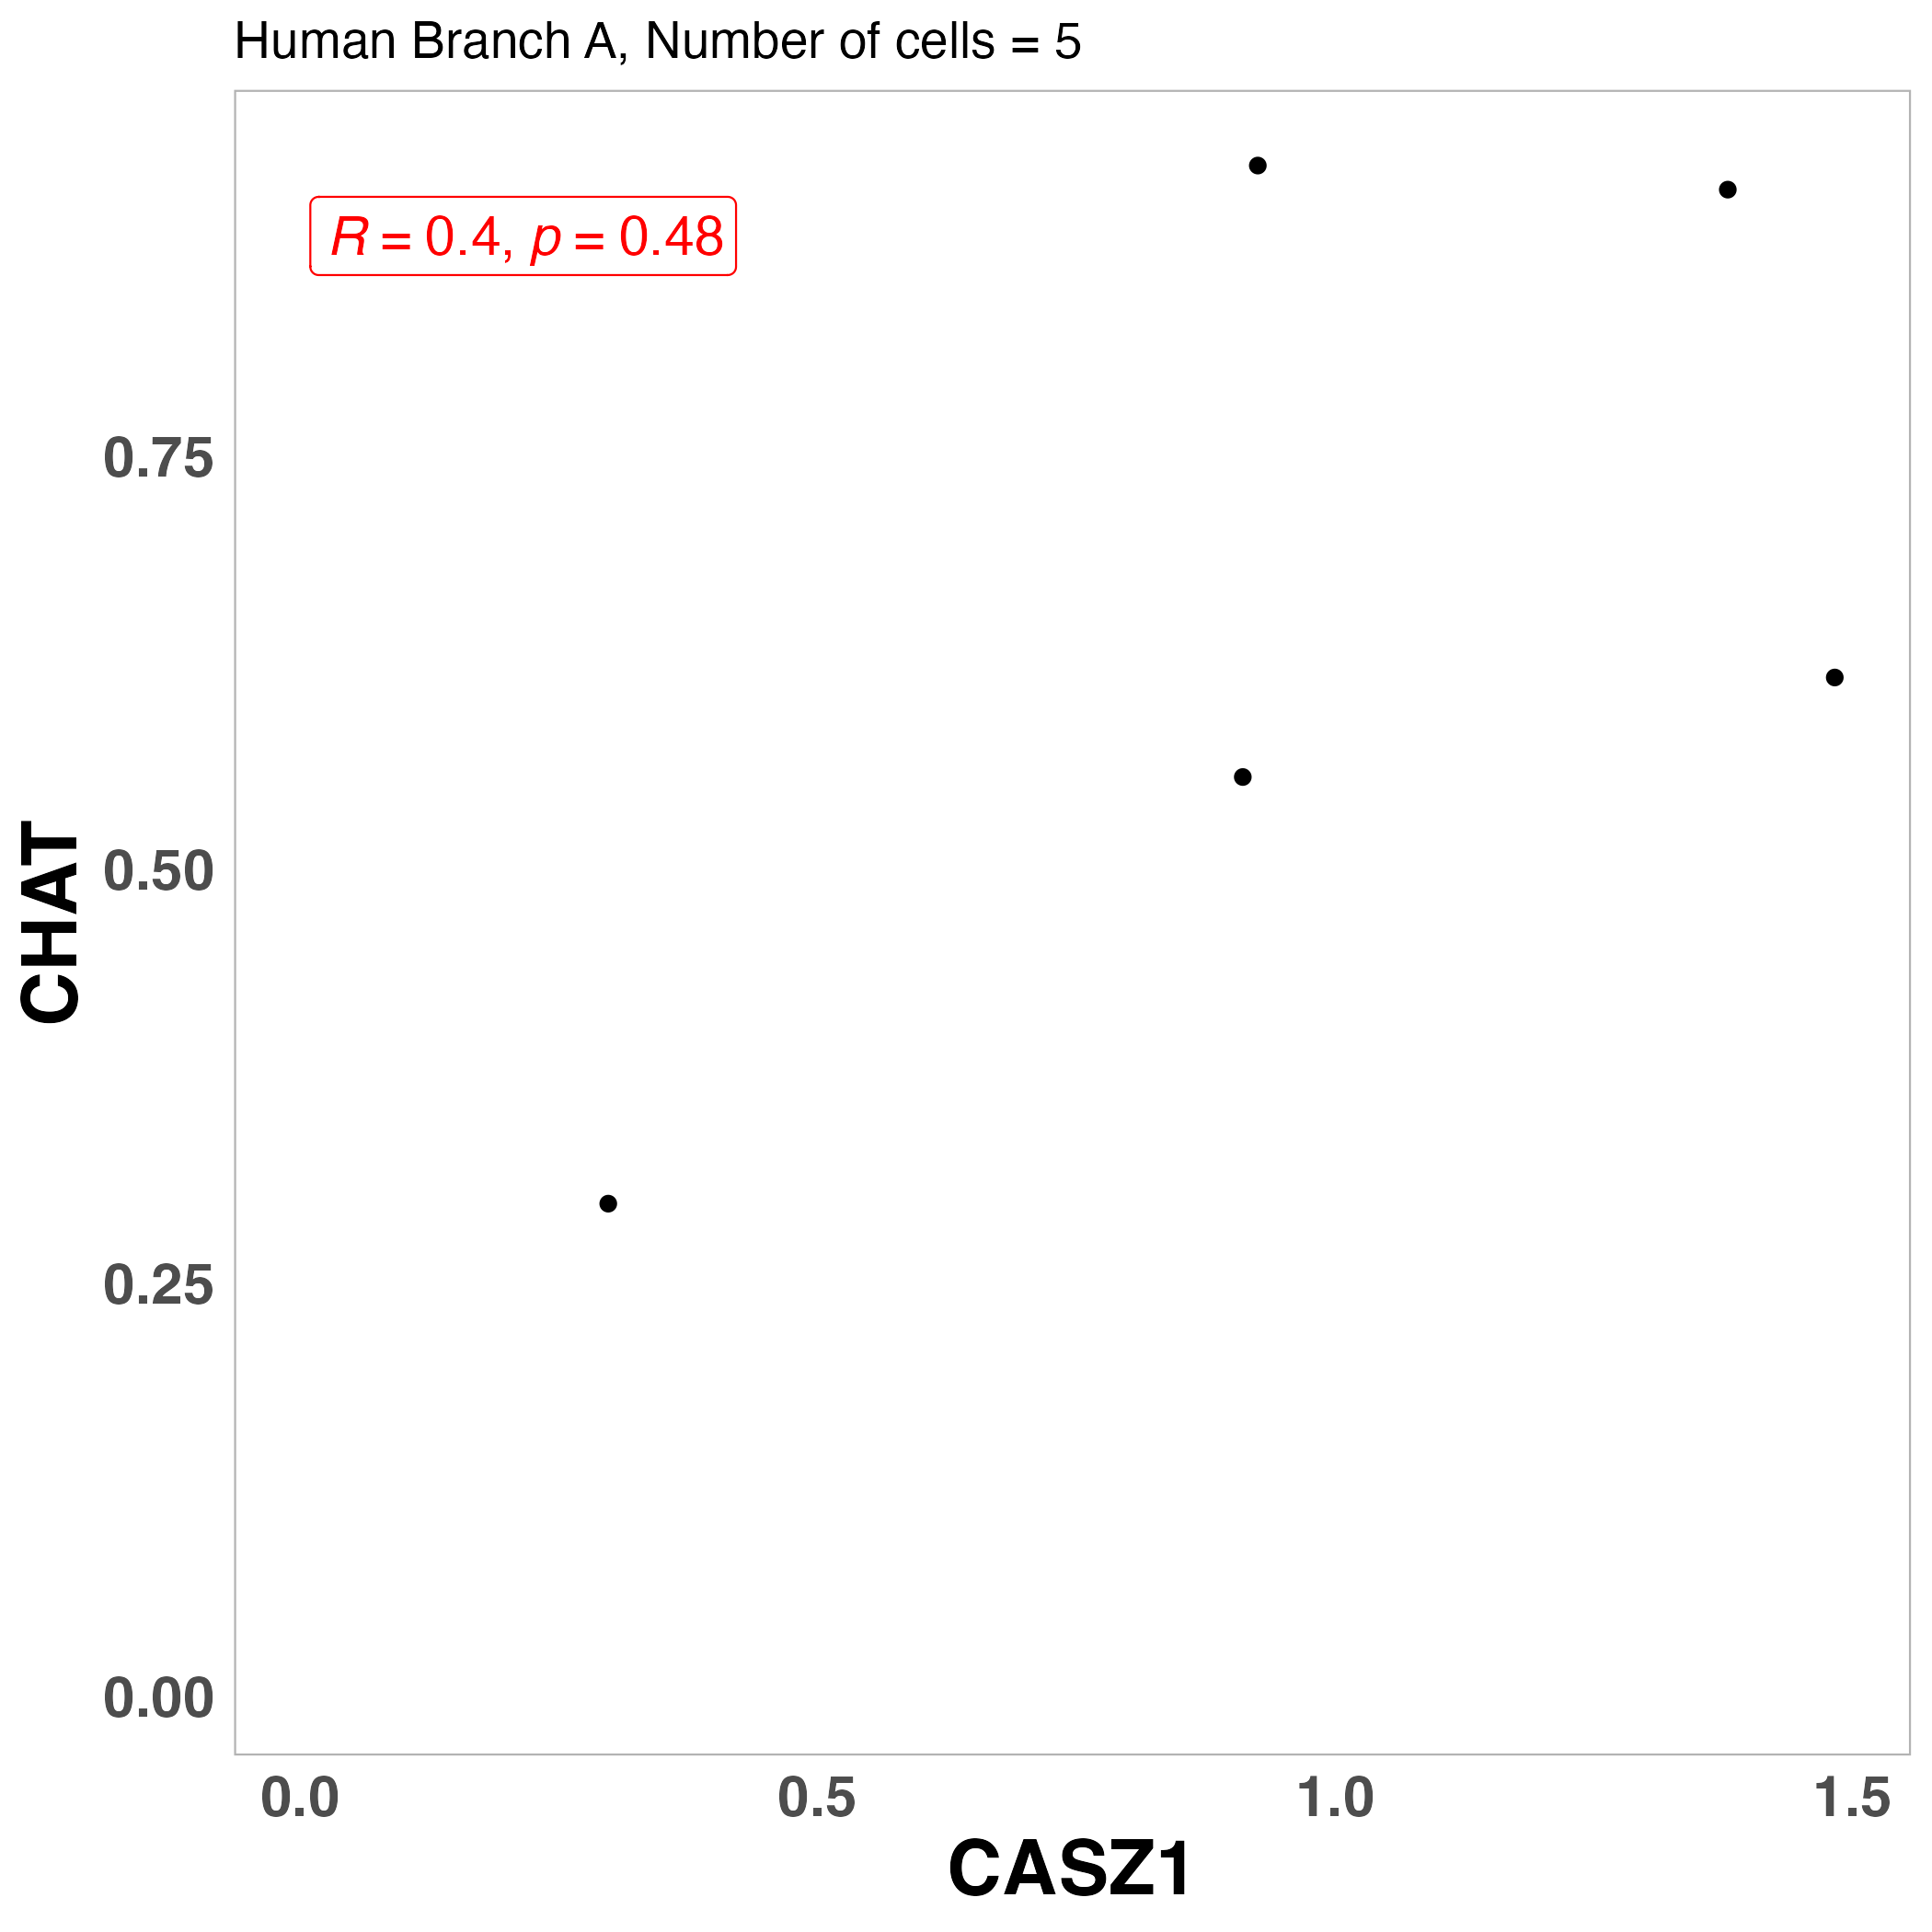 Human Branch A, Number of cells = 5
R = 0.4, p = 0.48
0.75
0.50
0.25
0.00
CHAT
0.0 0.5 1.0 1.5
CASZ1